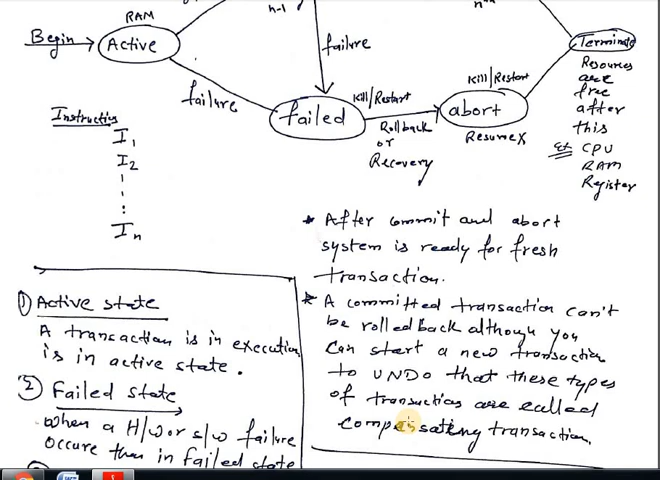 n-1
RAM
Begin
Active
failure
failure
failed
Kill/Restart
Rollback
or
Recovery
Kill/Restart
abort
Resume X
Terminate
Resources
are
free
after
this
CPU
RAM
Register
I1
I2
In
* After commit and abort
system is ready for fresh
transaction.
* A committed transaction can't
be rolled back although you
can start a new transaction
to UNDO that these types
of transaction are called
compensating transaction
① Active state
A transaction is in execution
is in active state.
② Failed state
when a H/w or s/w failure
occure then in failed state